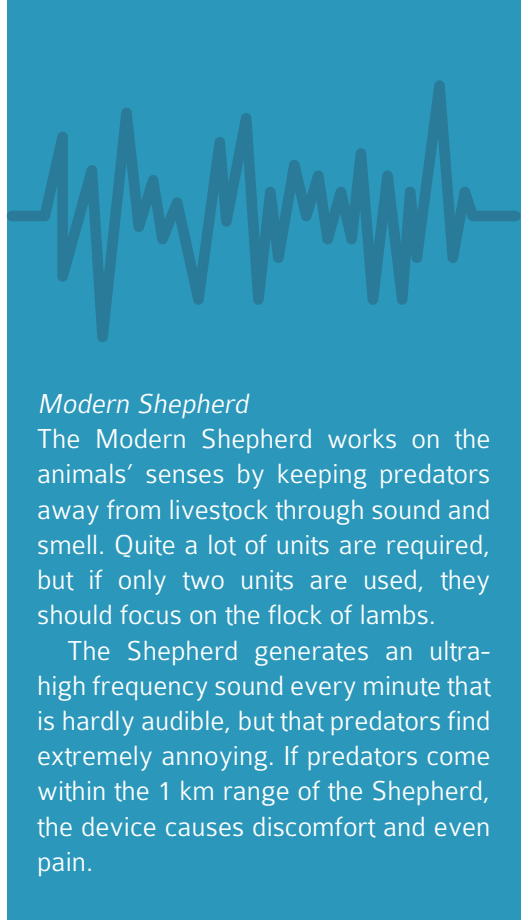 Modern Shepherd
The Modern Shepherd works on the
animals’ senses by keeping predators
away from livestock through sound and
smell. Quite a lot of units are required,
but if only two units are used, they
should focus on the flock of lambs.
The Shepherd generates an ultra-
high frequency sound every minute that
is hardly audible, but that predators find
extremely annoying. If predators come
within the 1 km range of the Shepherd,
the device causes discomfort and even
pain.